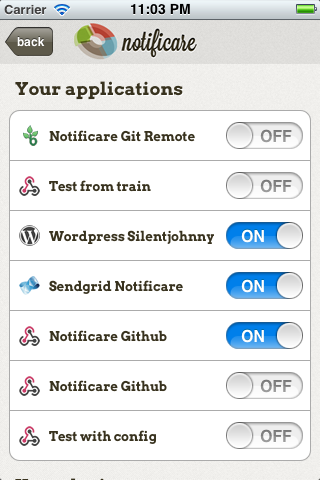 Carrier 11:03 PM
back notificare
Your applications
Notificare Git Remote OFF
Test from train OFF
Wordpress Silentjohnny ON
Sendgrid Notificare ON
Notificare Github ON
Notificare Github OFF
Test with config OFF